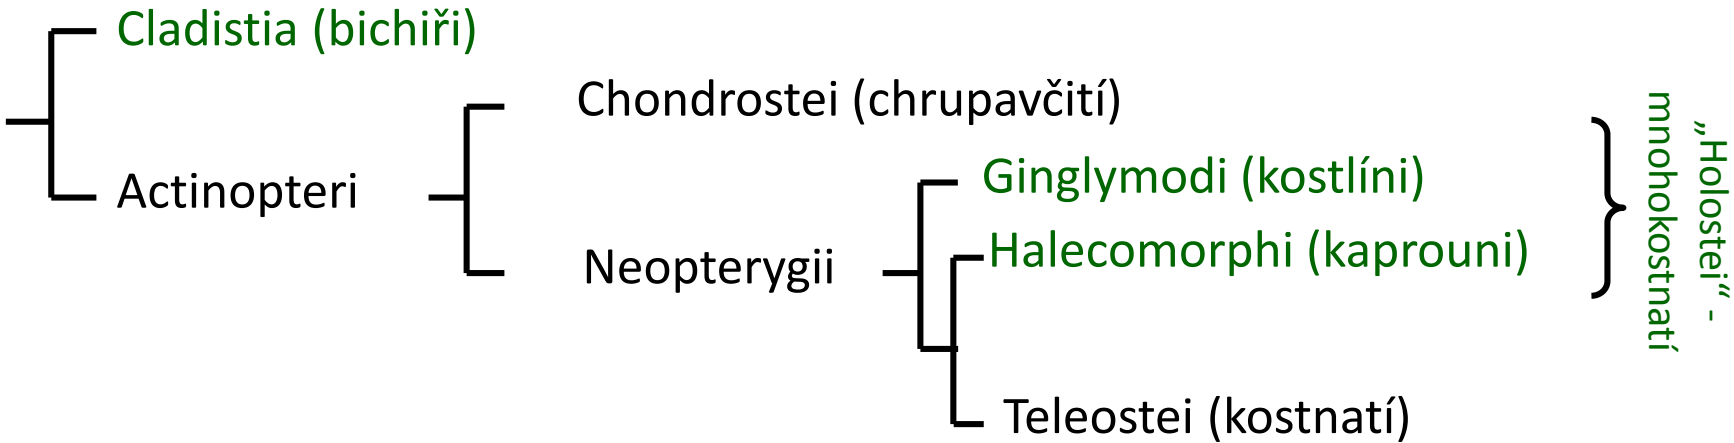 Cladistia (bichiři)
Chondrostei (chrupavčití)
Actinopteri
Ginglymodi (kostlíni)
Halecomorphi (kaprouni)
Neopterygii
Teleostei (kostnatí)
„Holostei“ -
mnohokostnatí